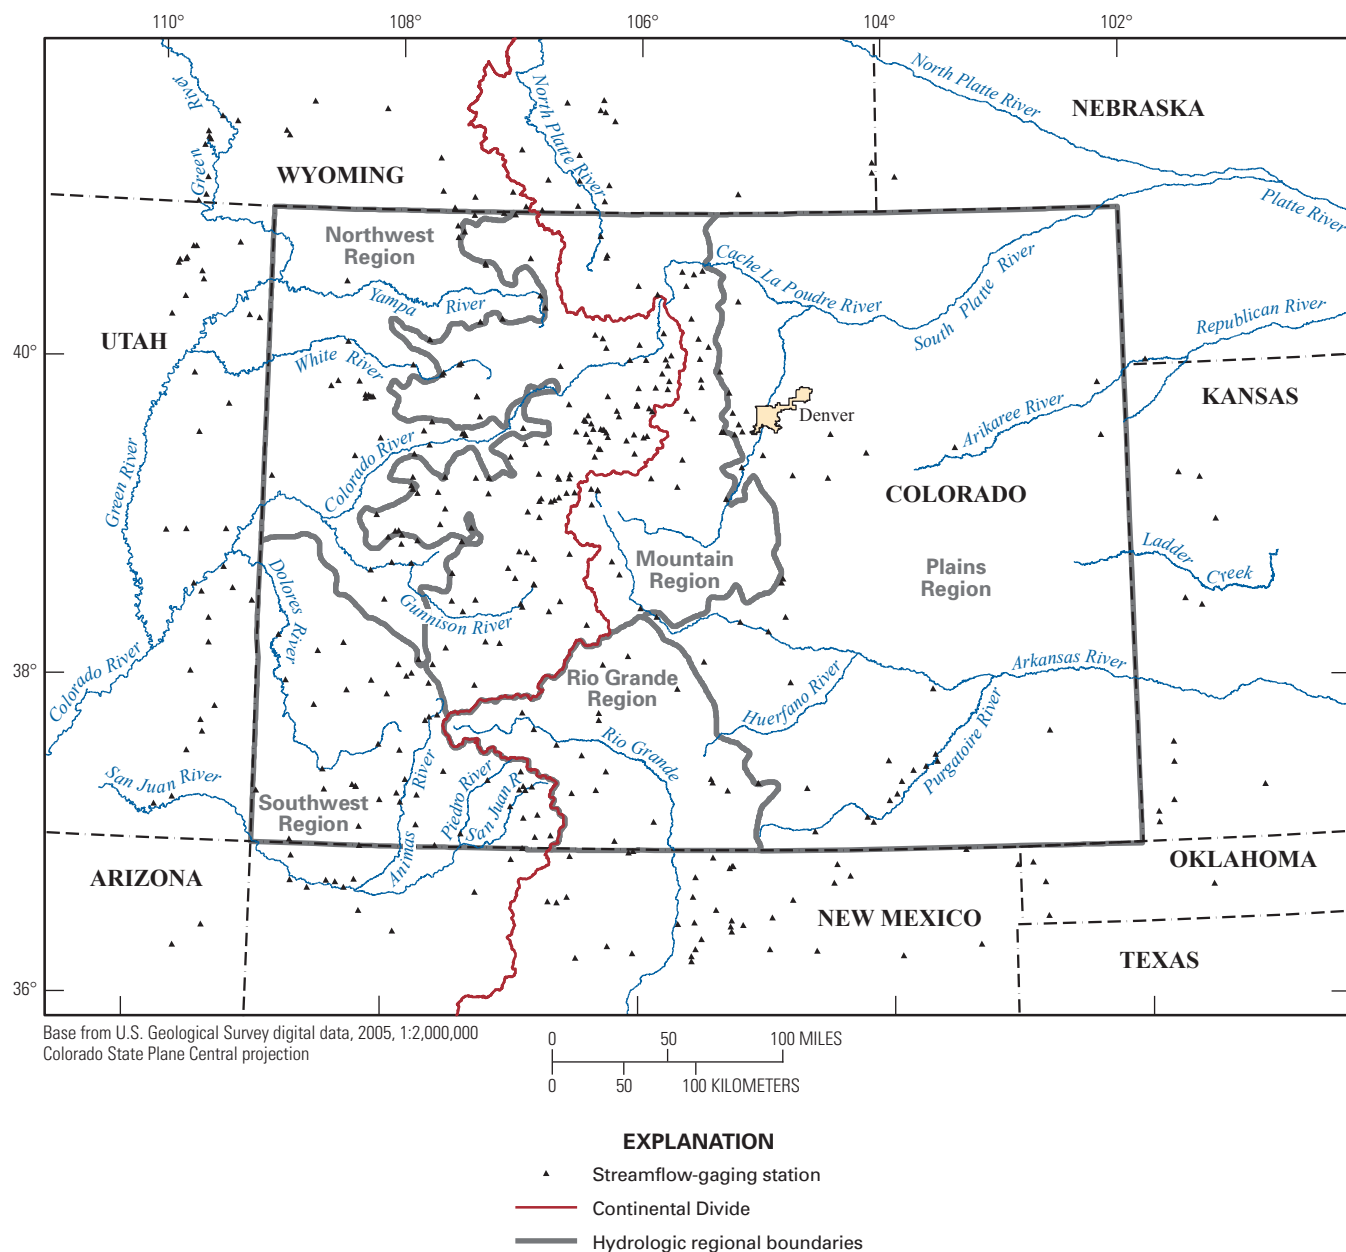 110°
108°
106°
104°
102°
North Platte River
NEBRASKA
River
Green
North Platte River
WYOMING
Platte River
Northwest
Region
Cache La Poudre River
River
South Platte
Yampa River
Republican River
UTAH
40°
White River
KANSAS
Denver
Arikaree River
Colorado River
Green River
COLORADO
Mountain
Region
Plains
Region
Ladder
Creek
Dolores River
Gunnison River
Colorado River
38°
Rio Grande
Region
Arkansas River
Huerfano River
Rio Grande
Purgatoire River
San Juan River
River
Animas
Piedro River
San Juan R
Southwest
Region
ARIZONA
OKLAHOMA
NEW MEXICO
TEXAS
36°
Base from U.S. Geological Survey digital data, 2005, 1:2,000,000
Colorado State Plane Central projection
0 50 100 MILES
0 50 100 KILOMETERS
EXPLANATION
Streamflow-gaging station
Continental Divide
Hydrologic regional boundaries